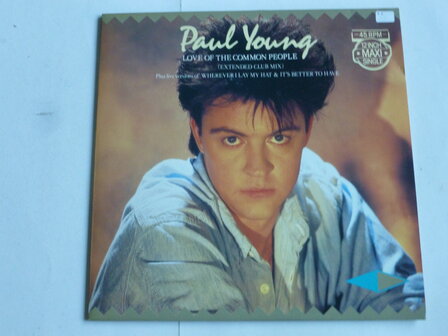 Paul Young
LOVE OF THE COMMON PEOPLE
(EXTENDED CLUB MIX)
Plus live versions of WHEREVER I LAY MY HAT & IT'S BETTER TO HAVE
45 RPM
12 INCH
MAXI
SINGLE